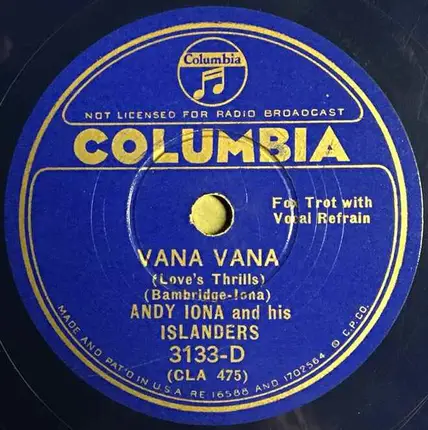 Columbia
NOT LICENSED FOR RADIO BROADCAST
COLUMBIA
Fox Trot with
Vocal Refrain
VANA VANA
(Love's Thrills)
(Bambridge-Iona)
ANDY IONA and his
ISLANDERS
3133-D
(CLA 475)
MADE AND PAT'D IN U.S.A. RE 16588 AND 1702564 Ⓟ C.P.CO.